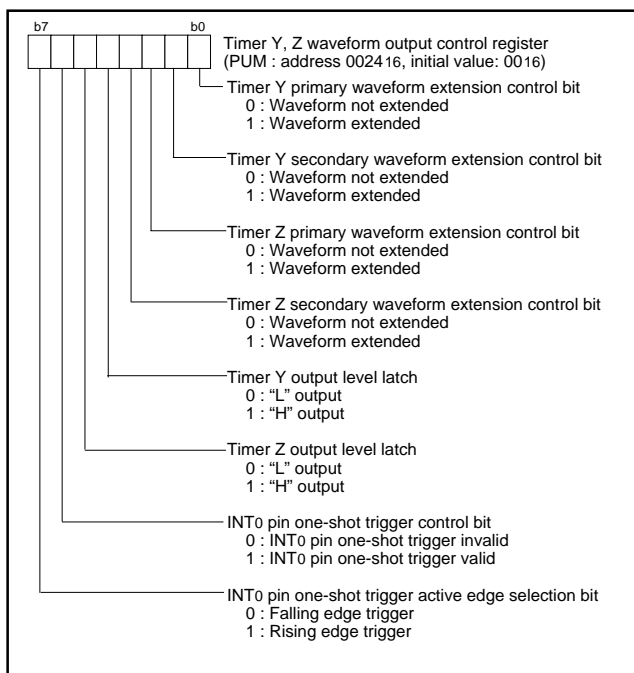 b7 b0
Timer Y, Z waveform output control register
(PUM : address 002416, initial value: 0016)
Timer Y primary waveform extension control bit
0 : Waveform not extended
1 : Waveform extended
Timer Y secondary waveform extension control bit
0 : Waveform not extended
1 : Waveform extended
Timer Z primary waveform extension control bit
0 : Waveform not extended
1 : Waveform extended
Timer Z secondary waveform extension control bit
0 : Waveform not extended
1 : Waveform extended
Timer Y output level latch
0 : “L” output
1 : “H” output
Timer Z output level latch
0 : “L” output
1 : “H” output
INT0 pin one-shot trigger control bit
0 : INT0 pin one-shot trigger invalid
1 : INT0 pin one-shot trigger valid
INT0 pin one-shot trigger active edge selection bit
0 : Falling edge trigger
1 : Rising edge trigger